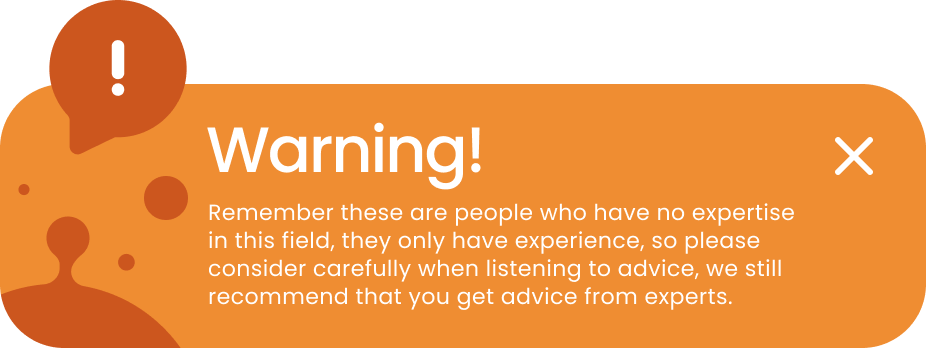 !
Warning!
Remember these are people who have no expertise
in this field, they only have experience, so please
consider carefully when listening to advice, we still
recommend that you get advice from experts.